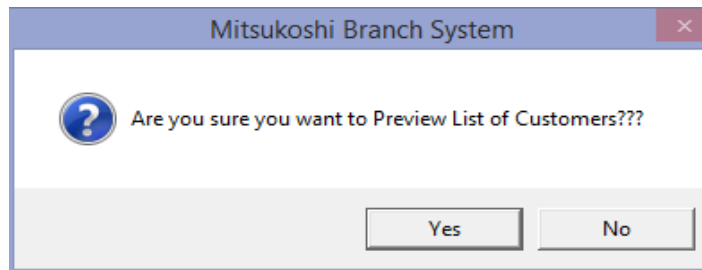 Mitsukoshi Branch System
Are you sure you want to Preview List of Customers???
Yes No